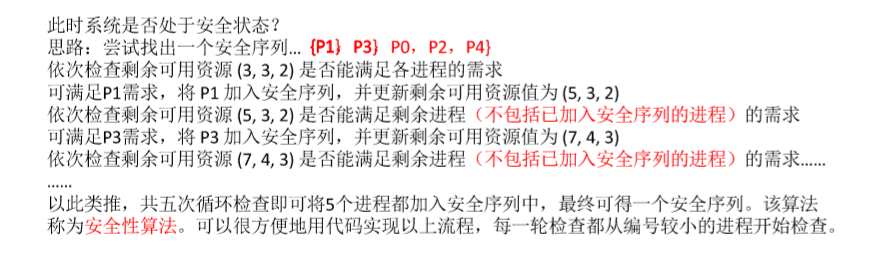 此时系统是否处于安全状态？
思路：尝试找出一个安全序列... {P1} P3} P0，P2，P4}
依次检查剩余可用资源 (3, 3, 2) 是否能满足各进程的需求
可满足P1需求，将 P1 加入安全序列，并更新剩余可用资源值为 (5, 3, 2)
依次检查剩余可用资源 (5, 3, 2) 是否能满足剩余进程（不包括已加入安全序列的进程）的需求
可满足P3需求，将 P3 加入安全序列，并更新剩余可用资源值为 (7, 4, 3)
依次检查剩余可用资源 (7, 4, 3) 是否能满足剩余进程（不包括已加入安全序列的进程）的需求......
......
以此类推，共五次循环检查即可将5个进程都加入安全序列中，最终可得一个安全序列。该算法
称为安全性算法。可以很方便地用代码实现以上流程，每一轮检查都从编号较小的进程开始检查。